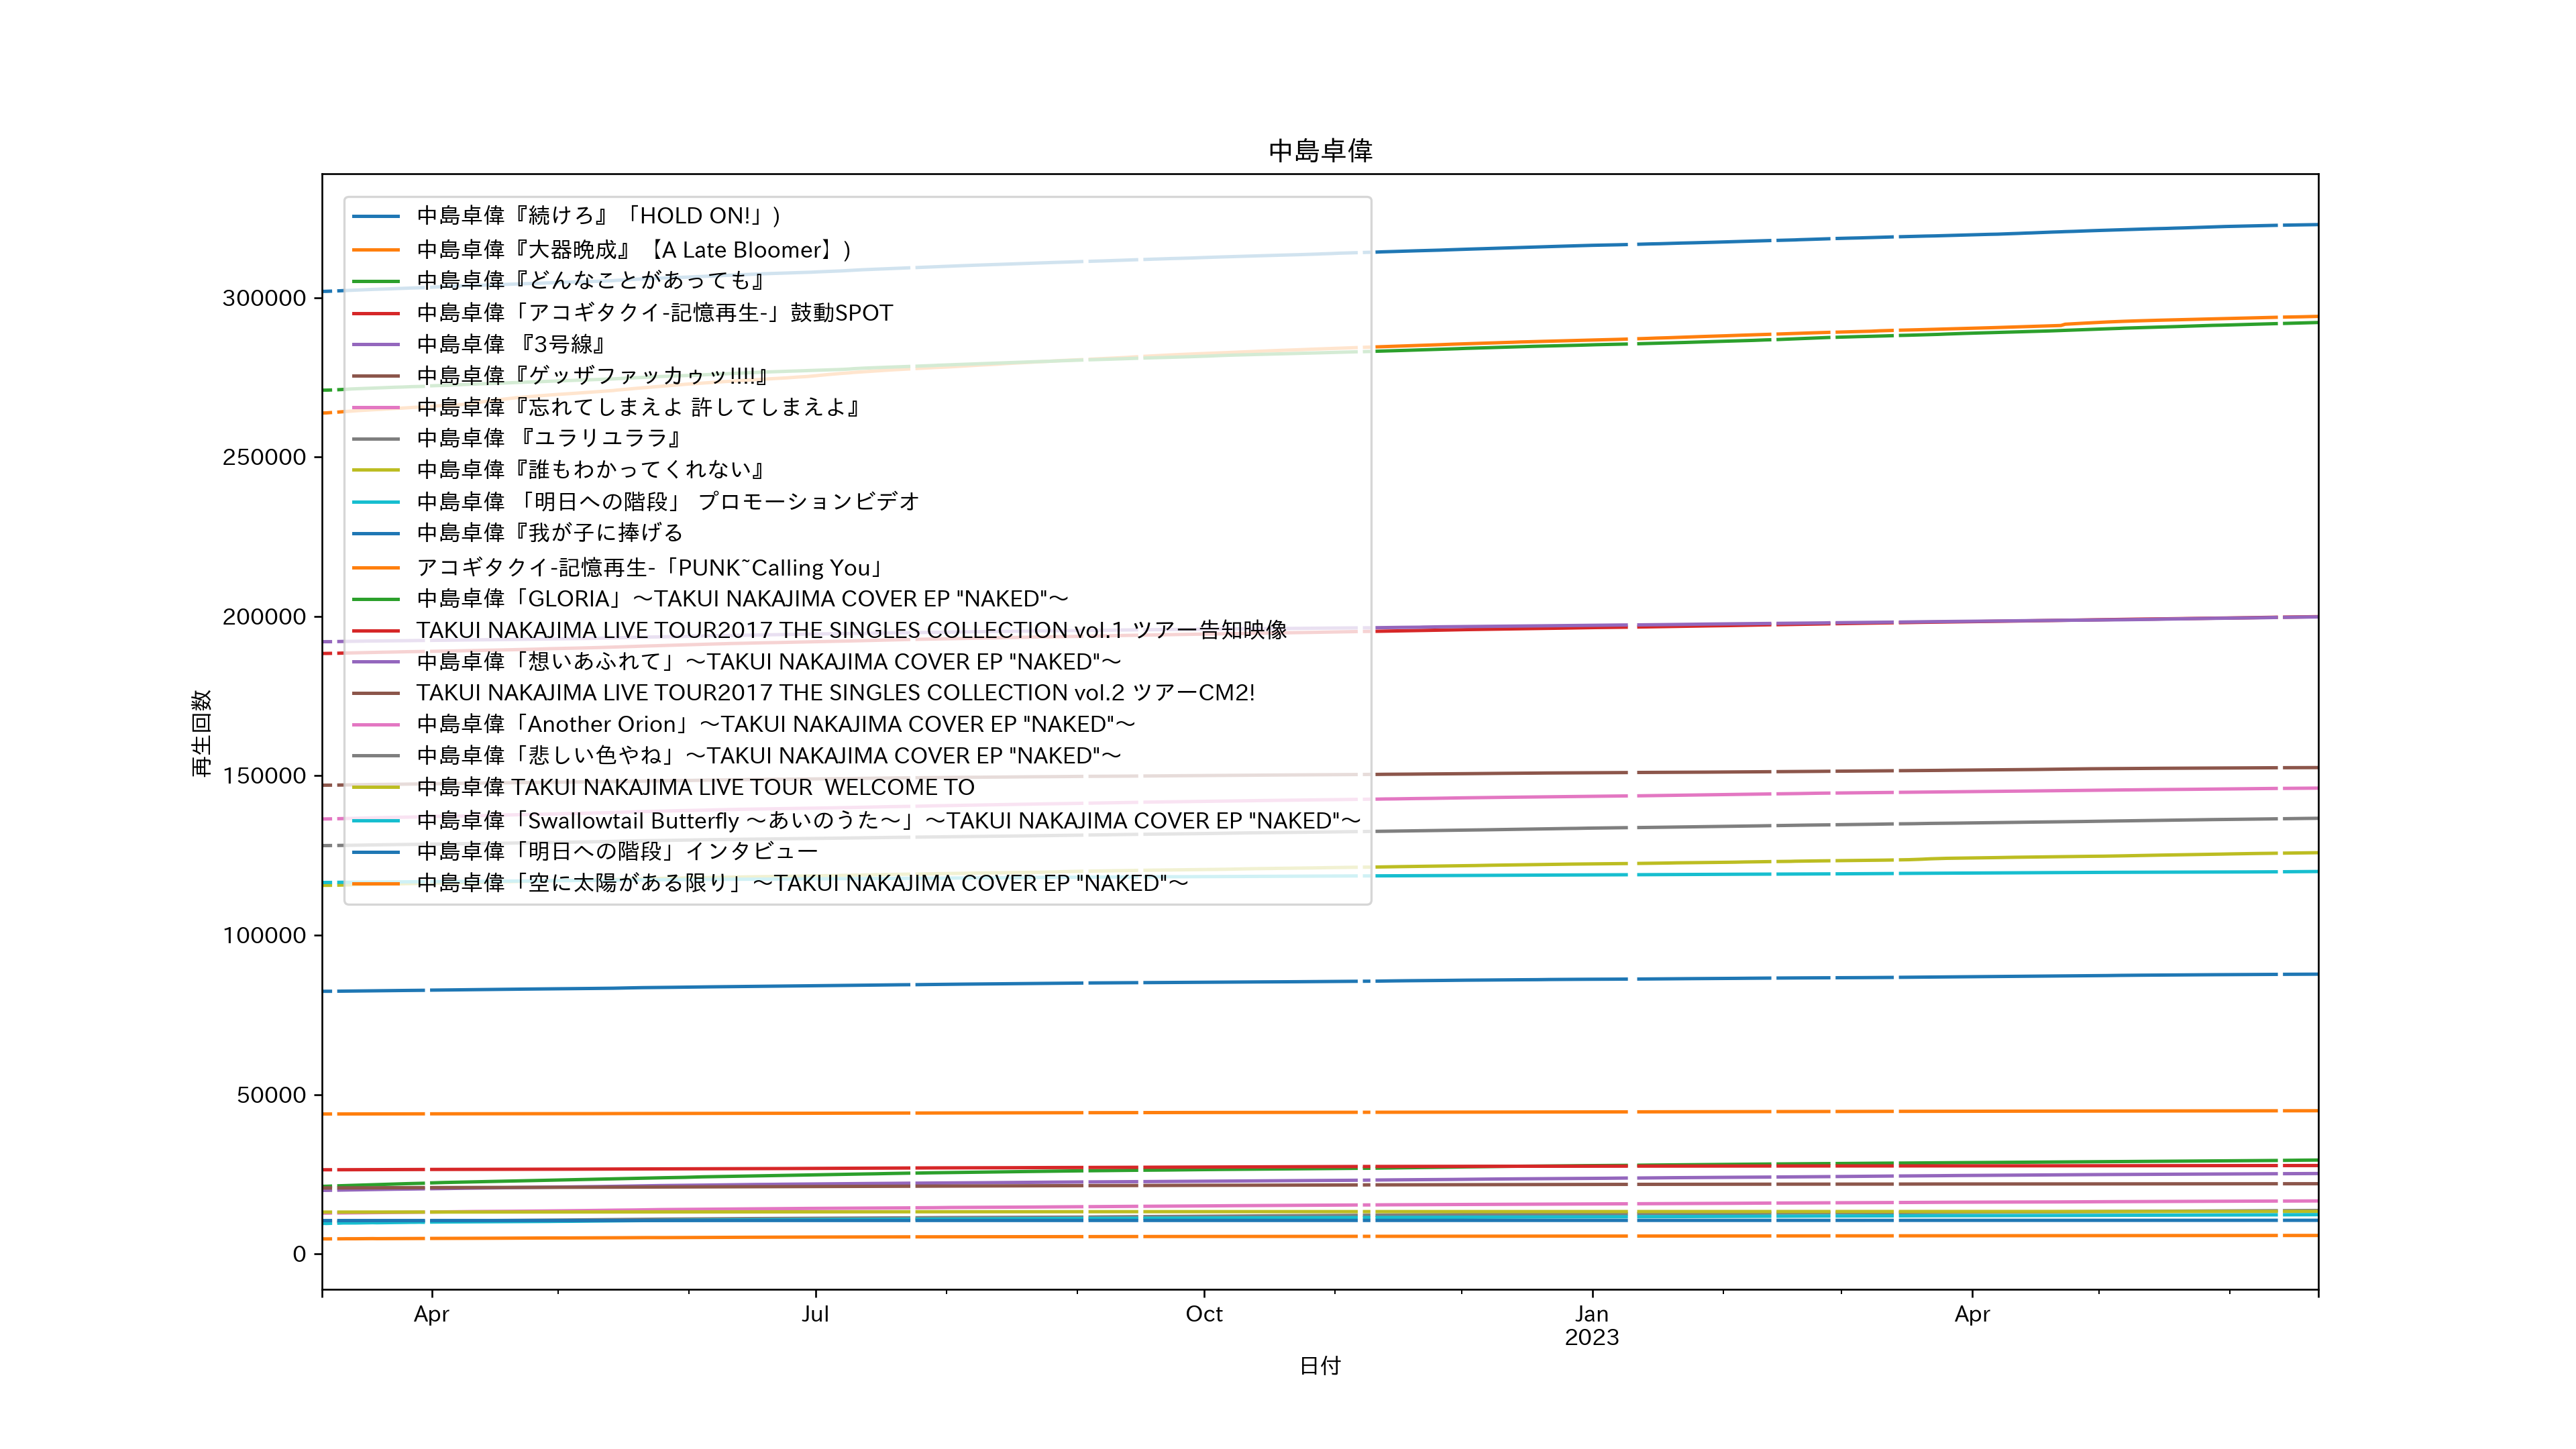 中島卓偉
中島卓偉『続けろ』「HOLD ON!」)
中島卓偉『大器晩成』【A Late Bloomer】)
中島卓偉『どんなことがあっても』
中島卓偉「アコギタクイ-記憶再生-」鼓動SPOT
中島卓偉 『3号線』
中島卓偉『ゲッザファッカゥッ!!!!』
中島卓偉『忘れてしまえよ 許してしまえよ』
中島卓偉 『ユラリユララ』
中島卓偉『誰もわかってくれない』
中島卓偉 「明日への階段」 プロモーションビデオ
中島卓偉『我が子に捧げる
アコギタクイ-記憶再生-「PUNK~Calling You」
中島卓偉「GLORIA」～TAKUI NAKAJIMA COVER EP "NAKED"～
TAKUI NAKAJIMA LIVE TOUR2017 THE SINGLES COLLECTION vol.1 ツアー告知映像
中島卓偉「想いあふれて」～TAKUI NAKAJIMA COVER EP "NAKED"～
TAKUI NAKAJIMA LIVE TOUR2017 THE SINGLES COLLECTION vol.2 ツアーCM2!
中島卓偉「Another Orion」～TAKUI NAKAJIMA COVER EP "NAKED"～
中島卓偉「悲しい色やね」～TAKUI NAKAJIMA COVER EP "NAKED"～
中島卓偉 TAKUI NAKAJIMA LIVE TOUR  WELCOME TO
中島卓偉「Swallowtail Butterfly ～あいのうた～」～TAKUI NAKAJIMA COVER EP "NAKED"～
中島卓偉「明日への階段」インタビュー
中島卓偉「空に太陽がある限り」～TAKUI NAKAJIMA COVER EP "NAKED"～
300000
250000
200000
150000
100000
50000
0
再生回数
Apr
Jul
Oct
Jan
2023
Apr
日付